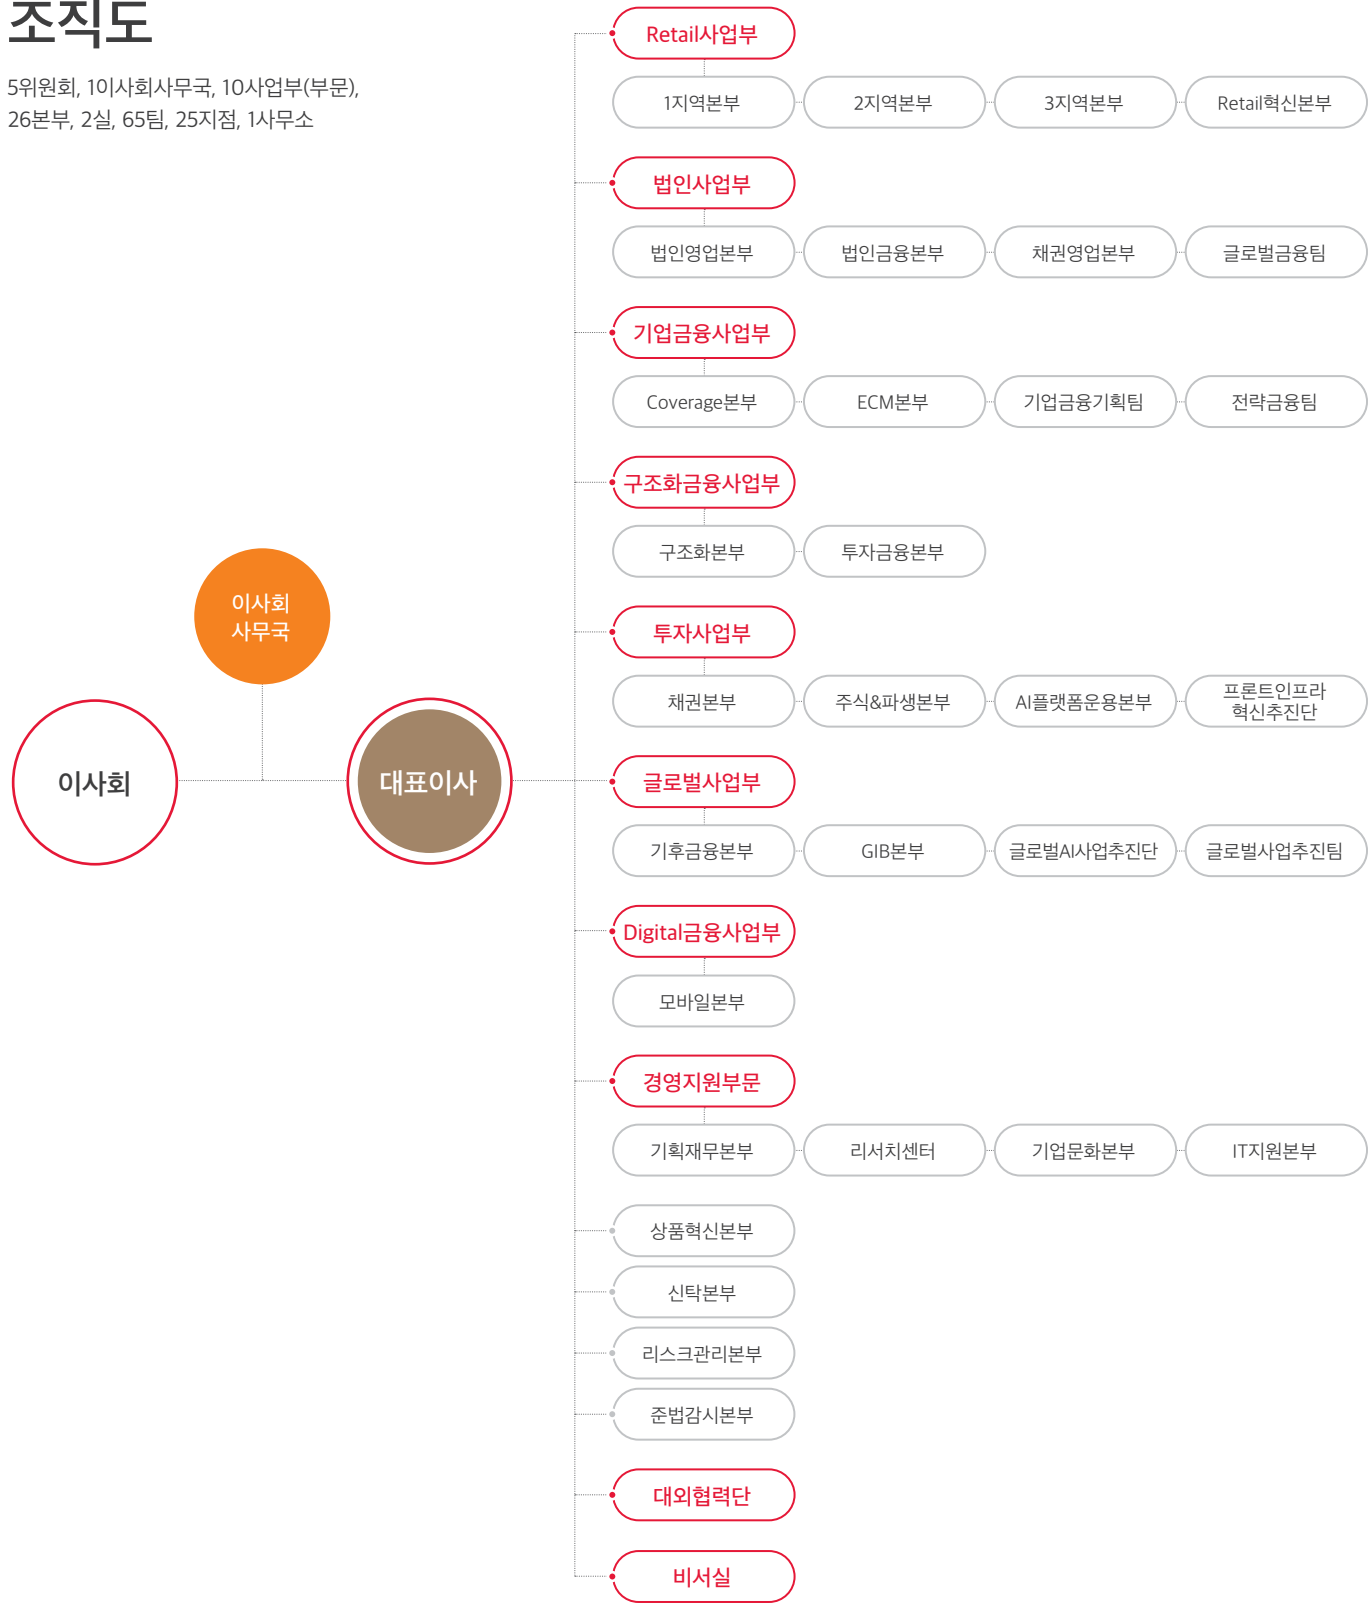 조직도
5위원회, 1이사회사무국, 10사업부(부문),
26본부, 2실, 65팀, 25지점, 1사무소
이사회
사무국
이사회
대표이사
Retail사업부
1지역본부
2지역본부
3지역본부
Retail혁신본부
법인사업부
법인영업본부
법인금융본부
채권영업본부
글로벌금융팀
기업금융사업부
Coverage본부
ECM본부
기업금융기획팀
전략금융팀
구조화금융사업부
구조화본부
투자금융본부
투자사업부
채권본부
주식&파생본부
AI플랫폼운용본부
프론트인프라
혁신추진단
글로벌사업부
기후금융본부
GIB본부
글로벌AI사업추진단
글로벌사업추진팀
Digital금융사업부
모바일본부
경영지원부문
기획재무본부
리서치센터
기업문화본부
IT지원본부
상품혁신본부
신탁본부
리스크관리본부
준법감시본부
대외협력단
비서실